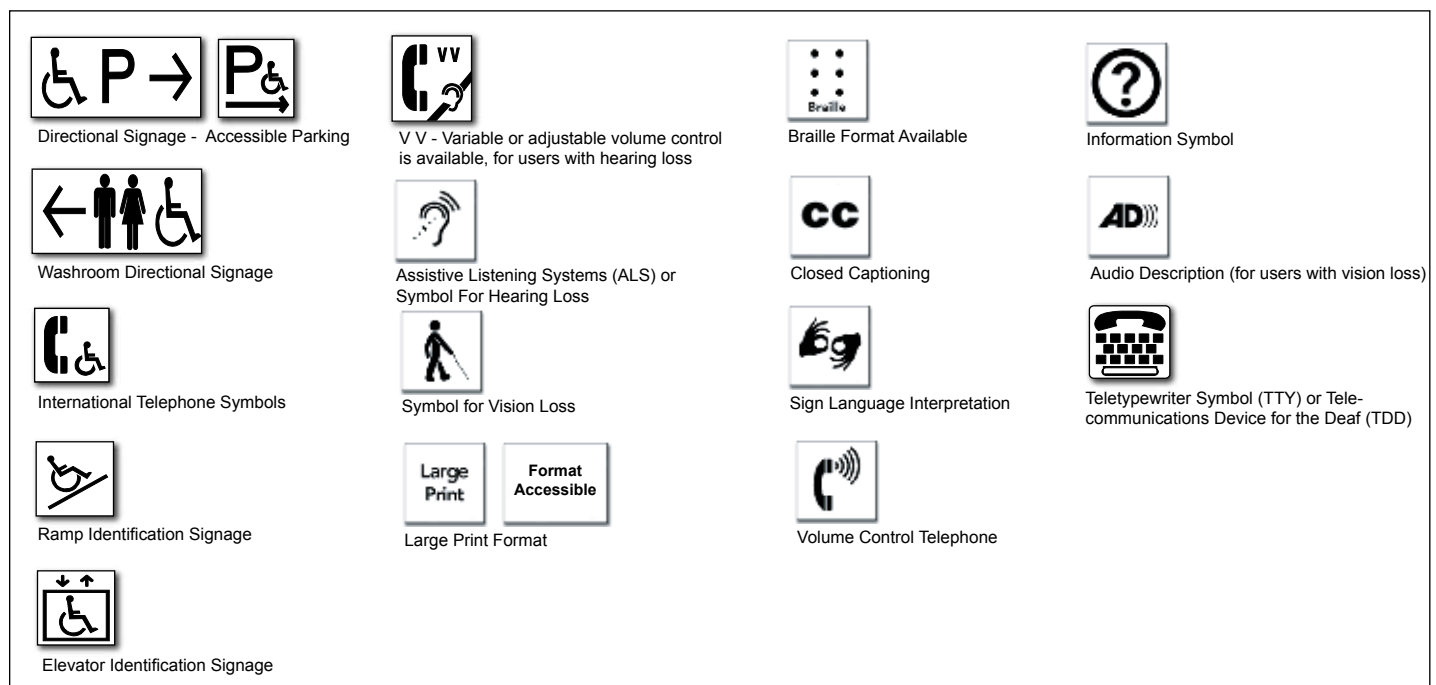 P P
Directional Signage - Accessible Parking
Washroom Directional Signage
International Telephone Symbols
Ramp Identification Signage
Elevator Identification Signage
VV
V V - Variable or adjustable volume control
is available, for users with hearing loss
Assistive Listening Systems (ALS) or
Symbol For Hearing Loss
Symbol for Vision Loss
Large
Print
Format
Accessible
Large Print Format
Braille
Braille Format Available
CC
Closed Captioning
Sign Language Interpretation
Volume Control Telephone
?
Information Symbol
AD
Audio Description (for users with vision loss)
Teletypewriter Symbol (TTY) or Tele-
communications Device for the Deaf (TDD)